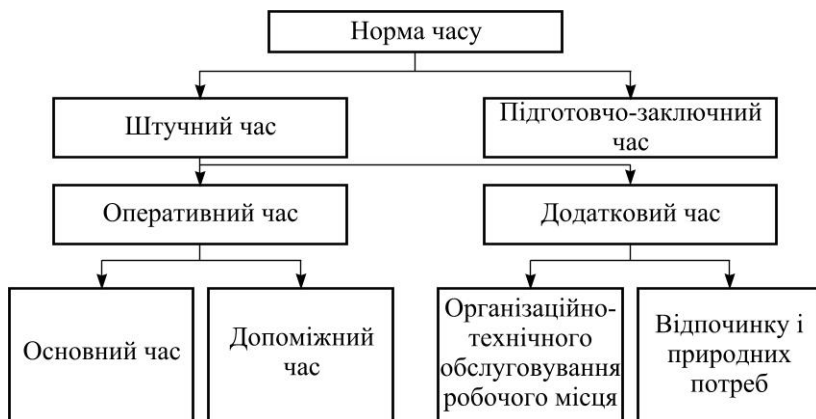 Норма часу
Штучний час
Підготовчо-заключний
час
Оперативний час
Додатковий час
Основний час
Допоміжний
час
Організаційно-
технічного
обслуговування
робочого місця
Відпочинку і
природних
потреб